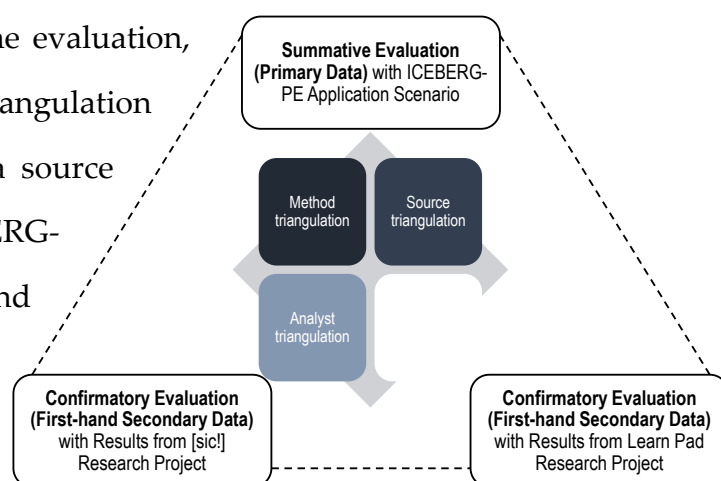 ne evaluation,
iangulation
a source
ERG-
nd
Summative Evaluation
(Primary Data) with ICEBERG-
PE Application Scenario
Method
triangulation
Source
triangulation
Analyst
triangulation
Confirmatory Evaluation
(First-hand Secondary Data)
with Results from [sic!]
Research Project
Confirmatory Evaluation
(First-hand Secondary Data)
with Results from Learn Pad
Research Project